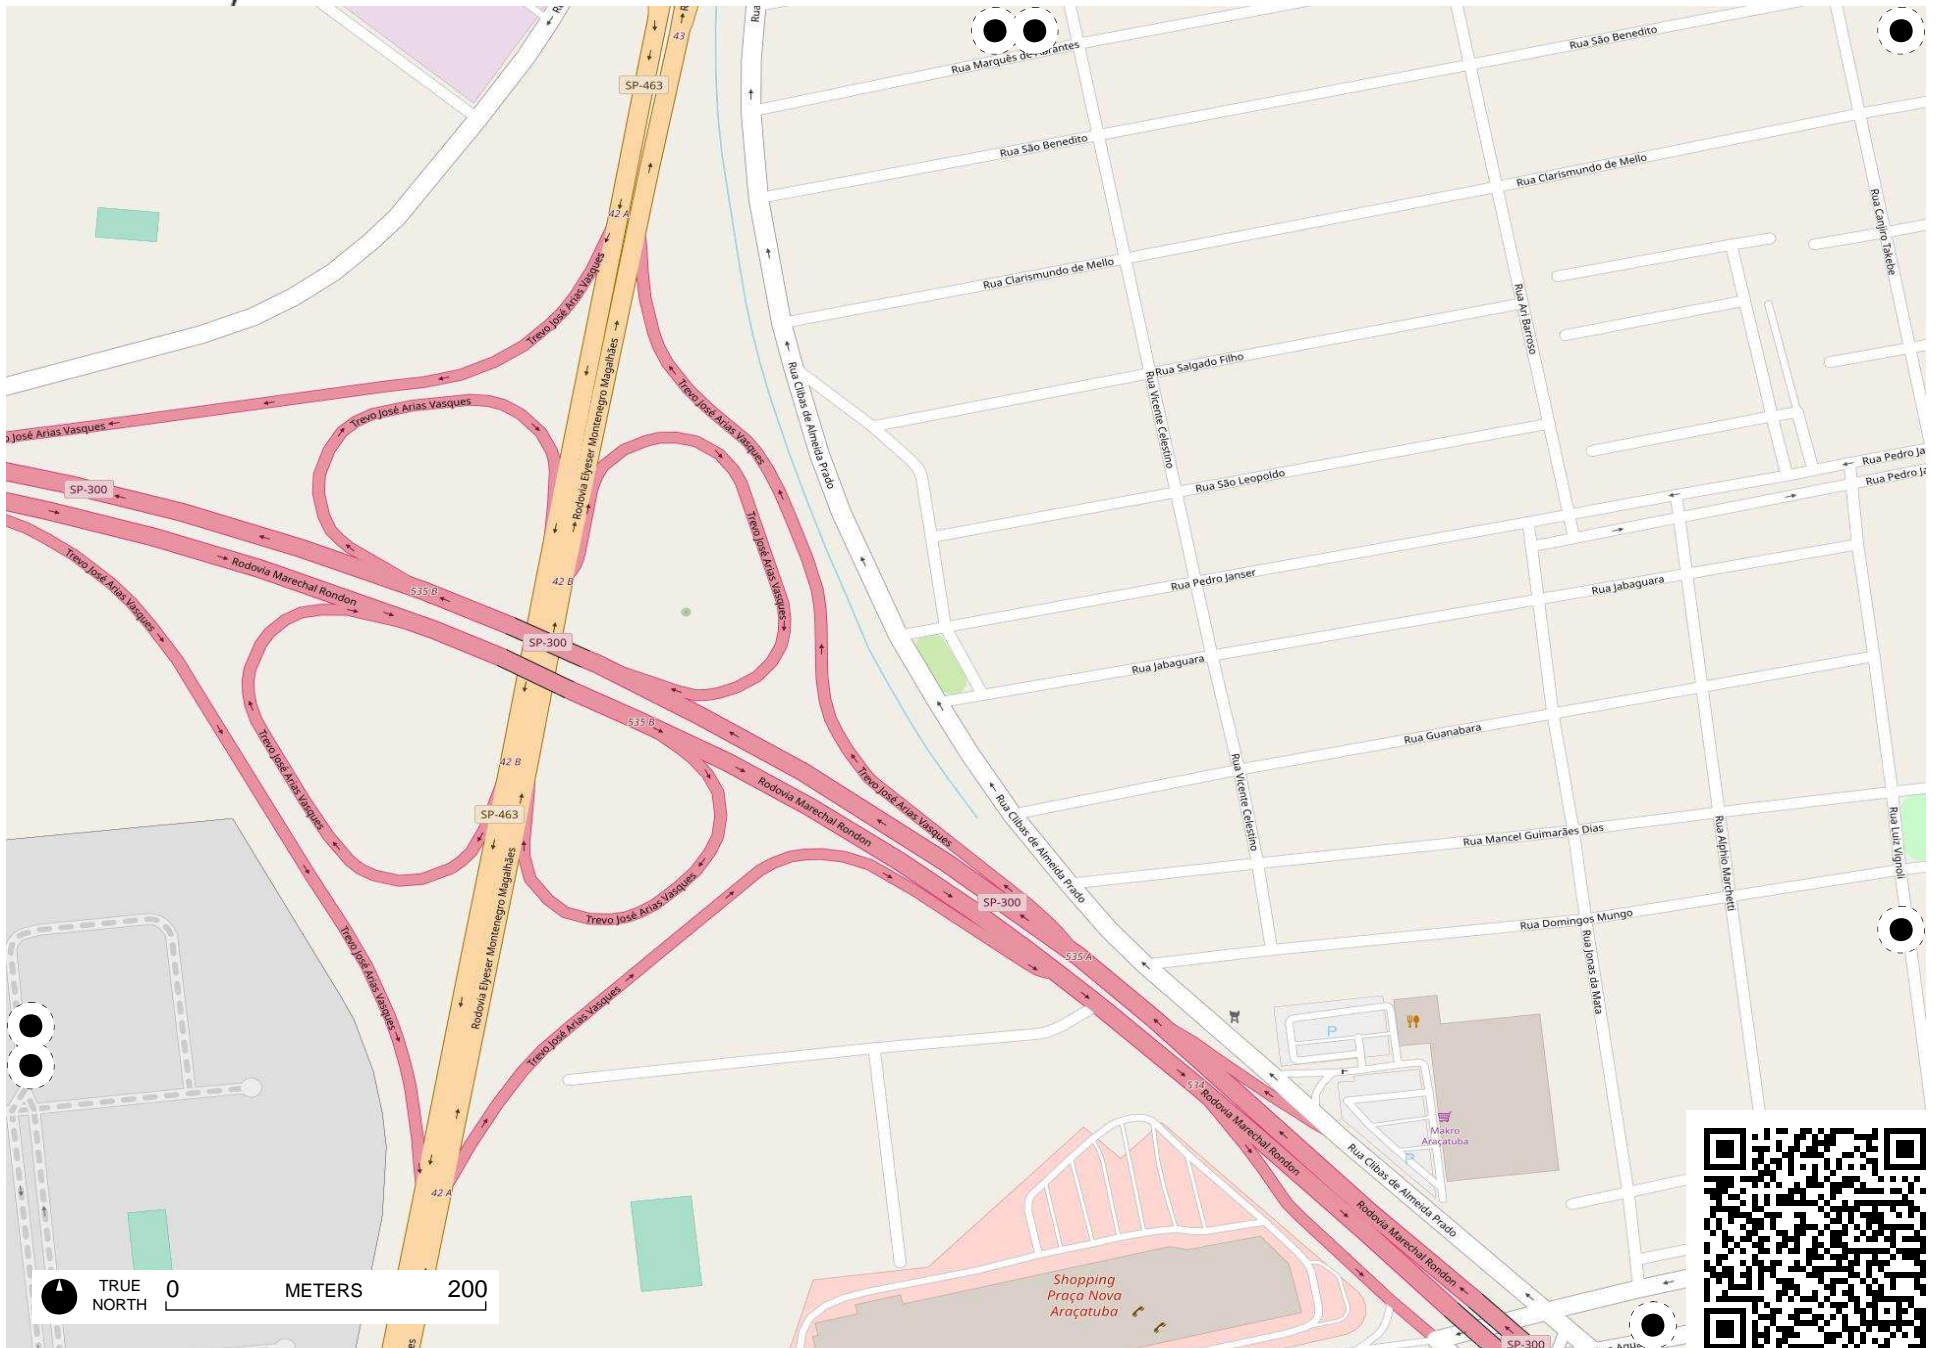 43
SP-463
Rua Marquês de Abrantes
Rua São Benedito
Rua São Benedito
Rua Clarismundo de Mello
Rua Canjiro Takebe
42 A
Trevo José Arias Vasques
Rua Clarismundo de Mello
Rua Ari Barroso
Rodovia Elyeser Montenegro Magalhães
Rua Salgado Filho
Rua Vicente Celestino
Rua Clibas de Almeida Prado
Trevo José Arias Vasques
Trevo José Arias Vasques
José Arias Vasques
Rua Pedro Ja
Rua Pedro Ja
SP-300
Rua São Leopoldo
Trevo José Arias Vasques
Trevo José Arias Vasques
Rodovia Marechal Rondon
42 B
535 B
Rua Pedro Janser
Rua Jabaguara
SP-300
Rua Jabaguara
535 B
Rua Guanabara
42 B
Trevo José Arias Vasques
Rodovia Marechal Rondon
Trevo José Arias Vasques
Rua Clibas de Almeida Prado
Rua Vicente Celestino
SP-463
Rua Mancel Guimarães Dias
Rua Alphio Marchetti
Rua Luiz Vignoli
Rodovia Elyeser Montenegro Magalhães
Trevo José Arias Vasques
SP-300
Rua Domingos Mungo
Rua Jonas da Mata
Trevo José Arias Vasques
535 A
Trevo José Arias Vasques
P
534
Rodovia Marechal Rondon
Makro
Araçatuba
P
Rua Clibas de Almeida Prado
42 A
Rodovia Marechal Rondon
Shopping
Praça Nova
Araçatuba
TRUE
NORTH
0 METERS 200
SP-300